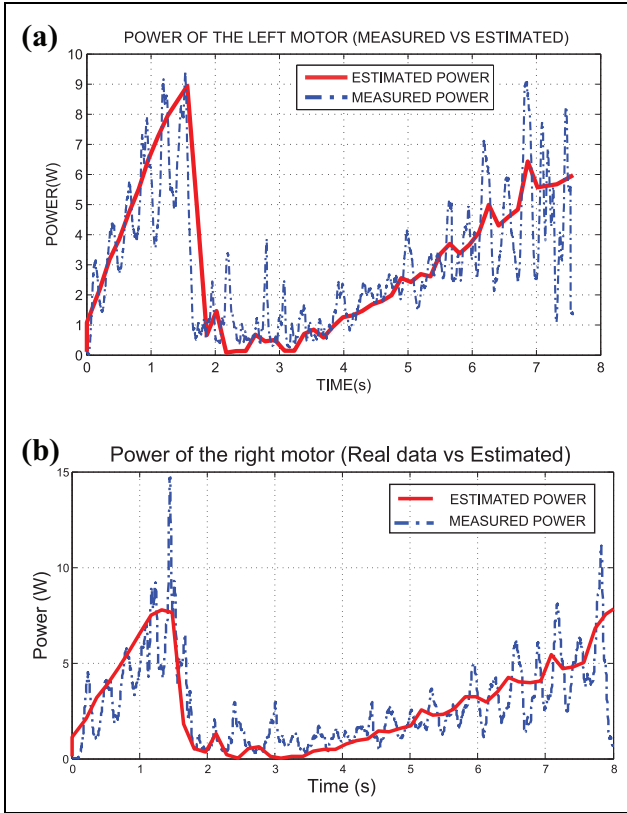 (a)
POWER OF THE LEFT MOTOR (MEASURED VS ESTIMATED)
10
9
8
7
6
5
4
3
2
1
0
POWER(W)
ESTIMATED POWER
MEASURED POWER
0 1 2 3 4 5 6 7 8
TIME(s)
(b)
Power of the right motor (Real data vs Estimated)
15
10
5
0
Power (W)
ESTIMATED POWER
MEASURED POWER
0 1 2 3 4 5 6 7 8
Time (s)